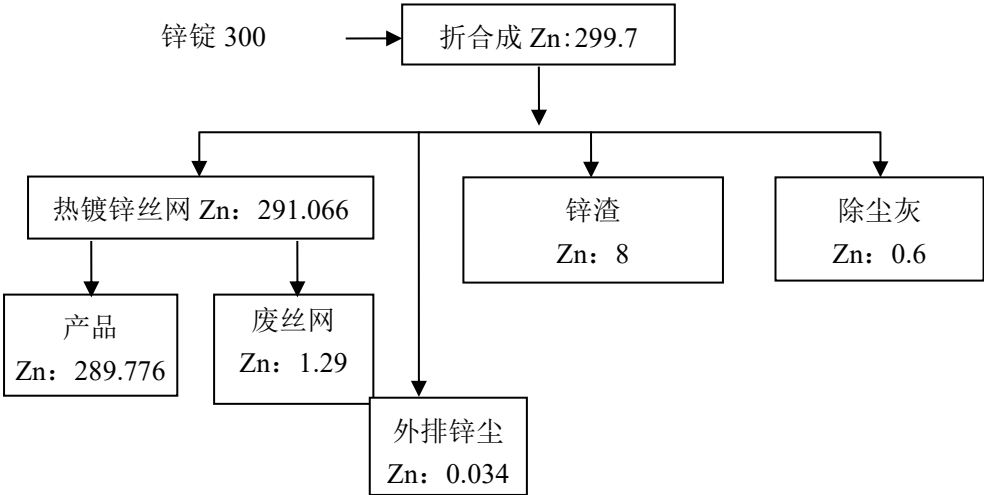 锌锭 300
折合成 Zn:299.7
热镀锌丝网 Zn：291.066
锌渣
Zn：8
除尘灰
Zn：0.6
产品
Zn：289.776
废丝网
Zn：1.29
外排锌尘
Zn：0.034